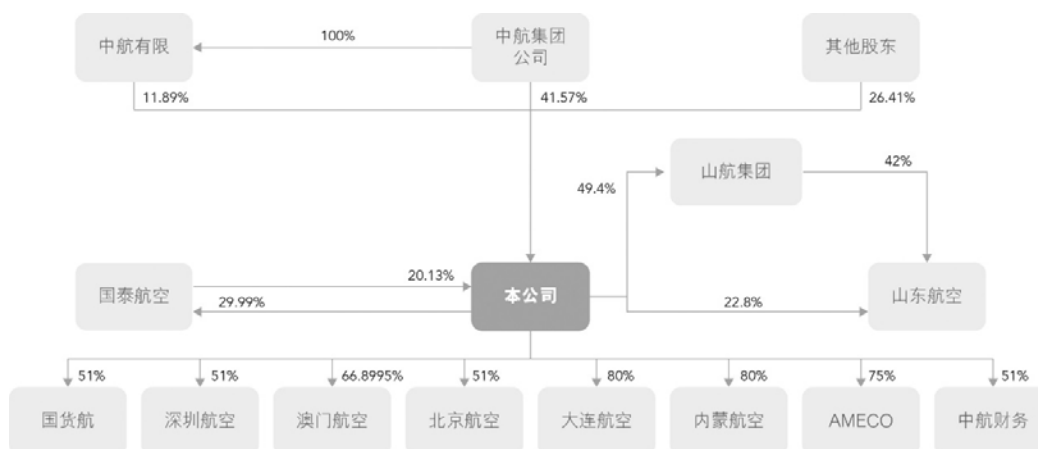 中航有限
100%
中航集团
公司
其他股东
11.89%
41.57%
26.41%
山航集团
42%
49.4%
国泰航空
20.13%
29.99%
本公司
22.8%
山东航空
51%
51%
66.8995%
51%
80%
80%
75%
51%
国货航
深圳航空
澳门航空
北京航空
大连航空
内蒙航空
AMECO
中航财务